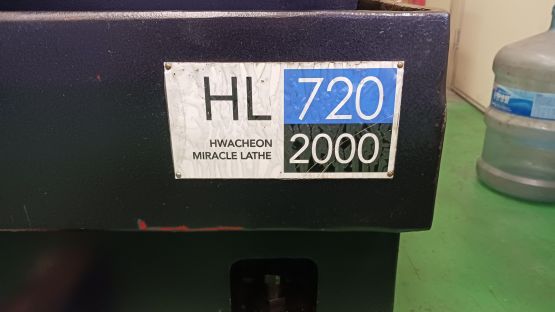 HL 720
HWACHEON
MIRACLE LATHE
2000